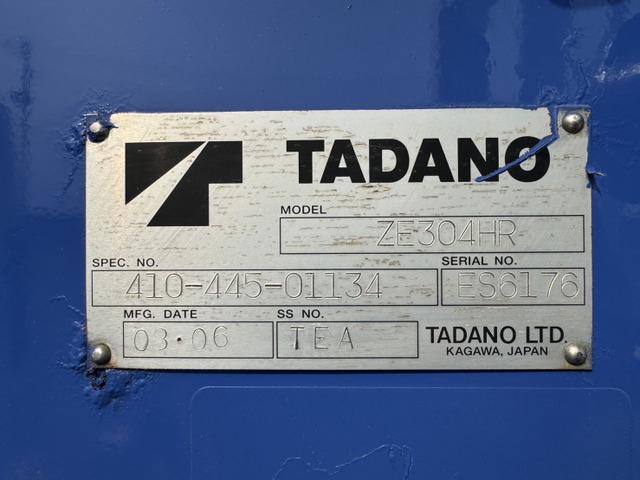 TADANO
MODEL
ZE304HR
SPEC. NO.
SERIAL NO.
410-445-01134
ES6176
MFG. DATE
SS NO.
03·06
TEA
TADANO LTD.
KAGAWA, JAPAN